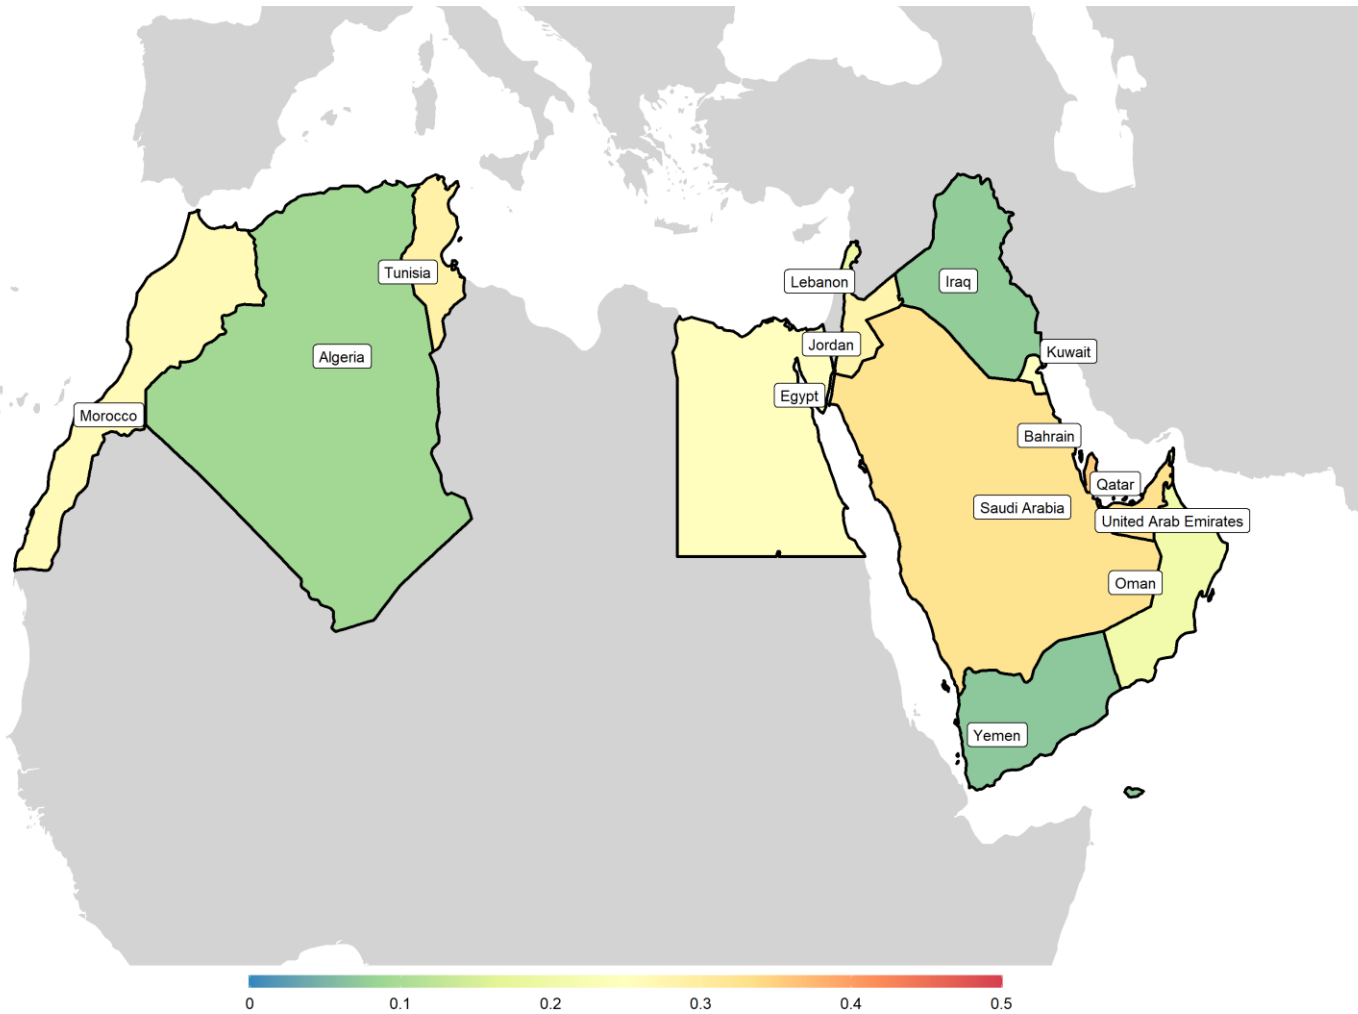 Tunisia
Lebanon
Iraq
Jordan
Kuwait
Algeria
Egypt
Morocco
Bahrain
Qatar
Saudi Arabia
United Arab Emirates
Oman
Yemen
0 0.1 0.2 0.3 0.4 0.5